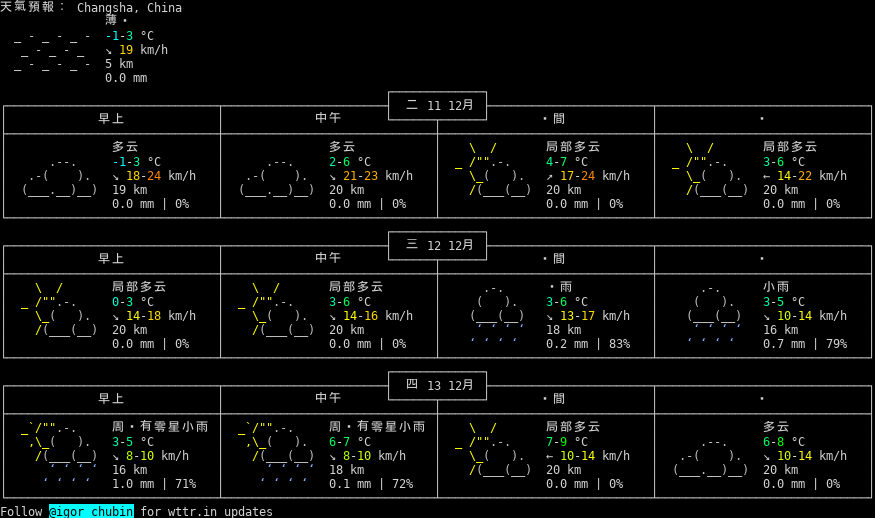 天氣預報： Changsha, China
薄・
-1-3 °C
↘ 19 km/h
5 km
0.0 mm
二 11 12月
早上 中午 ・間 ・
多云 多云 局部多云 局部多云
-1-3 °C 2-6 °C 4-7 °C 3-6 °C
↘ 18-24 km/h ↘ 21-23 km/h ↗ 17-24 km/h ← 14-22 km/h
19 km 20 km 20 km 20 km
0.0 mm | 0% 0.0 mm | 0% 0.0 mm | 0% 0.0 mm | 0%
三 12 12月
早上 中午 ・間 ・
局部多云 局部多云 ・雨 小雨
0-3 °C 3-6 °C 3-6 °C 3-5 °C
↘ 14-18 km/h ↘ 14-16 km/h ↘ 13-17 km/h ↘ 10-14 km/h
20 km 20 km 18 km 16 km
0.0 mm | 0% 0.0 mm | 0% 0.2 mm | 83% 0.7 mm | 79%
四 13 12月
早上 中午 ・間 ・
周・有零星小雨 周・有零星小雨 局部多云 多云
3-5 °C 6-7 °C 7-9 °C 6-8 °C
↘ 8-10 km/h ↘ 8-10 km/h ← 10-14 km/h ↘ 10-14 km/h
16 km 18 km 20 km 20 km
1.0 mm | 71% 0.1 mm | 72% 0.0 mm | 0% 0.0 mm | 0%
Follow @igor_chubin for wttr.in updates